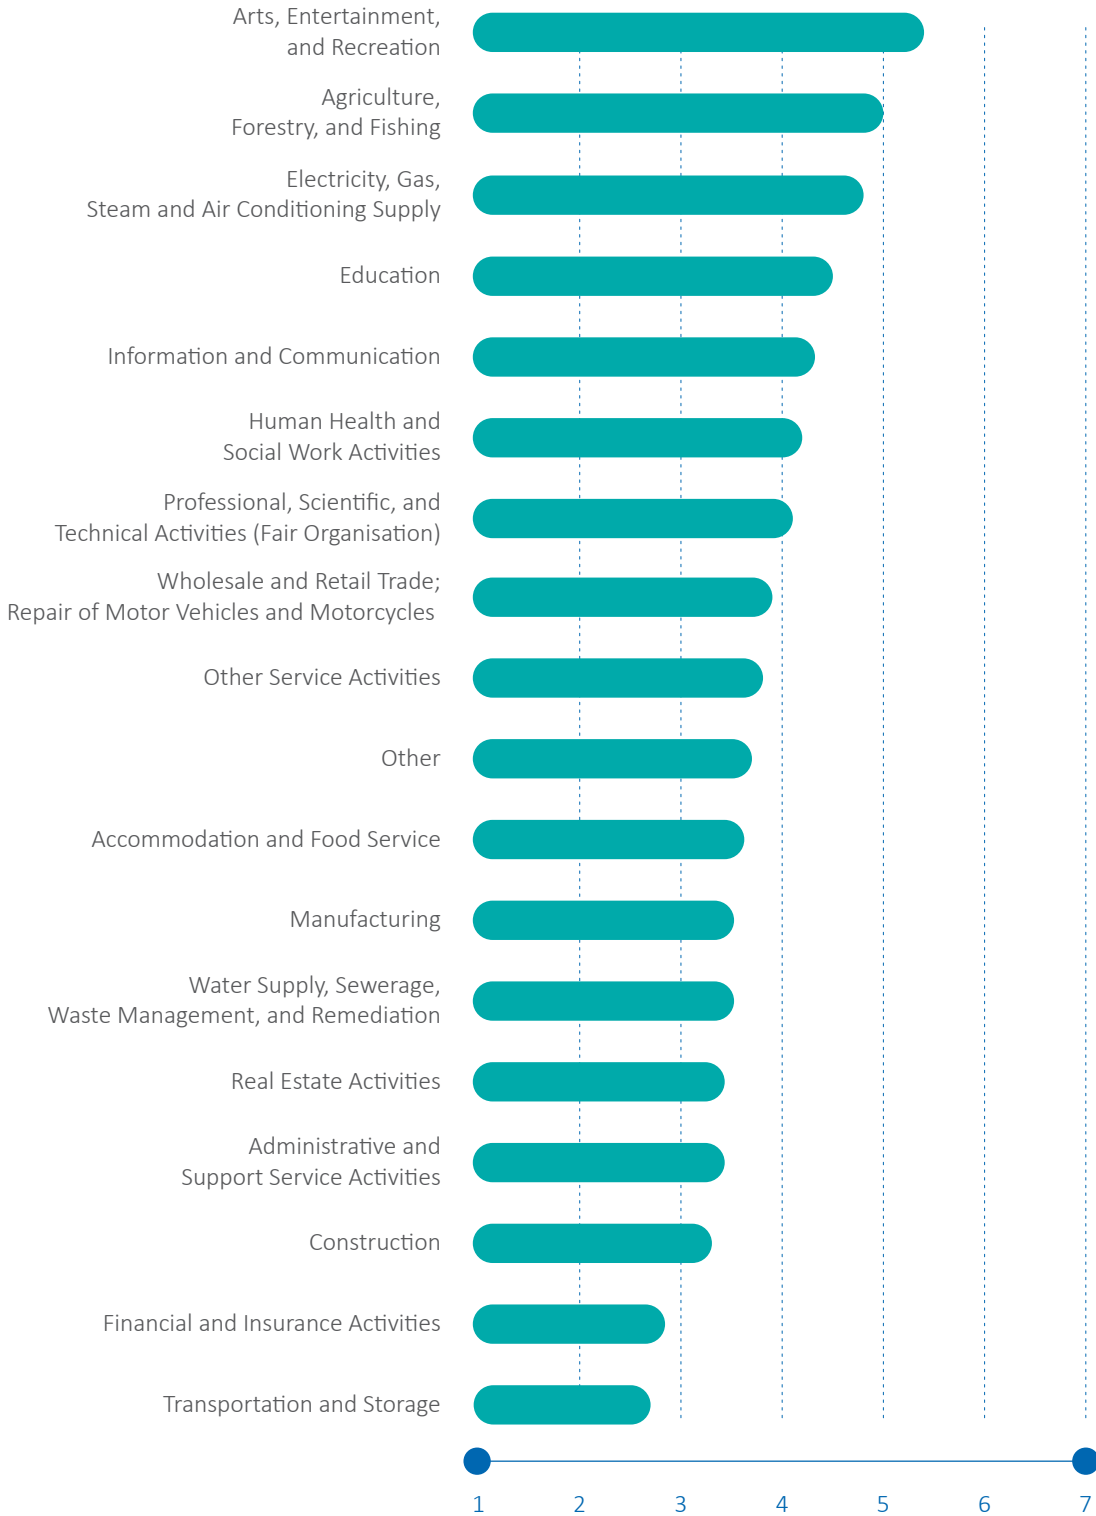 Arts, Entertainment,
and Recreation
Agriculture,
Forestry, and Fishing
Electricity, Gas,
Steam and Air Conditioning Supply
Education
Information and Communication
Human Health and
Social Work Activities
Professional, Scientific, and
Technical Activities (Fair Organisation)
Wholesale and Retail Trade;
Repair of Motor Vehicles and Motorcycles
Other Service Activities
Other
Accommodation and Food Service
Manufacturing
Water Supply, Sewerage,
Waste Management, and Remediation
Real Estate Activities
Administrative and
Support Service Activities
Construction
Financial and Insurance Activities
Transportation and Storage
1 2 3 4 5 6 7